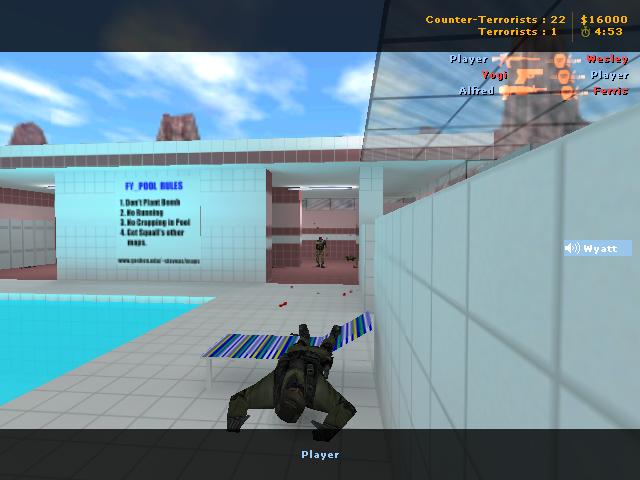 Counter-Terrorists : 22 $16000
Terrorists : 1 4:53
Player Wesley
Yogi Player
Alfred Ferris
FY_POOL RULES
1. Don't Plant Bomb
2. No Running
3. No Crapping in Pool
4. Get Squall's other
maps.
Wyatt
Player